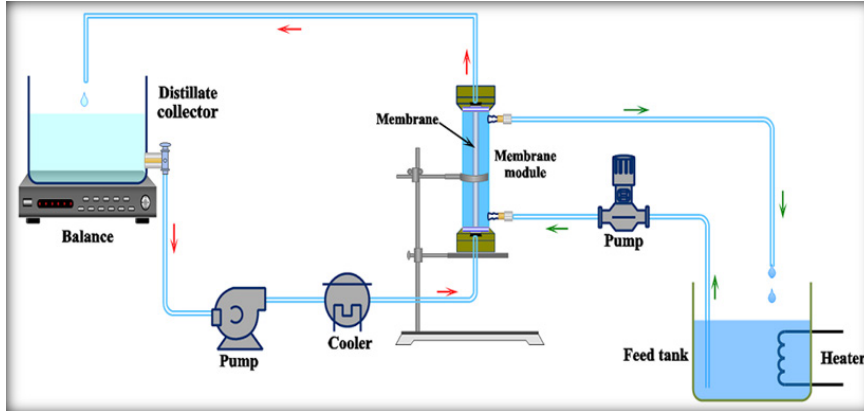 Distillate
collector
Membrane
Membrane
module
Balance
Pump
Pump
Cooler
Feed tank
Heater